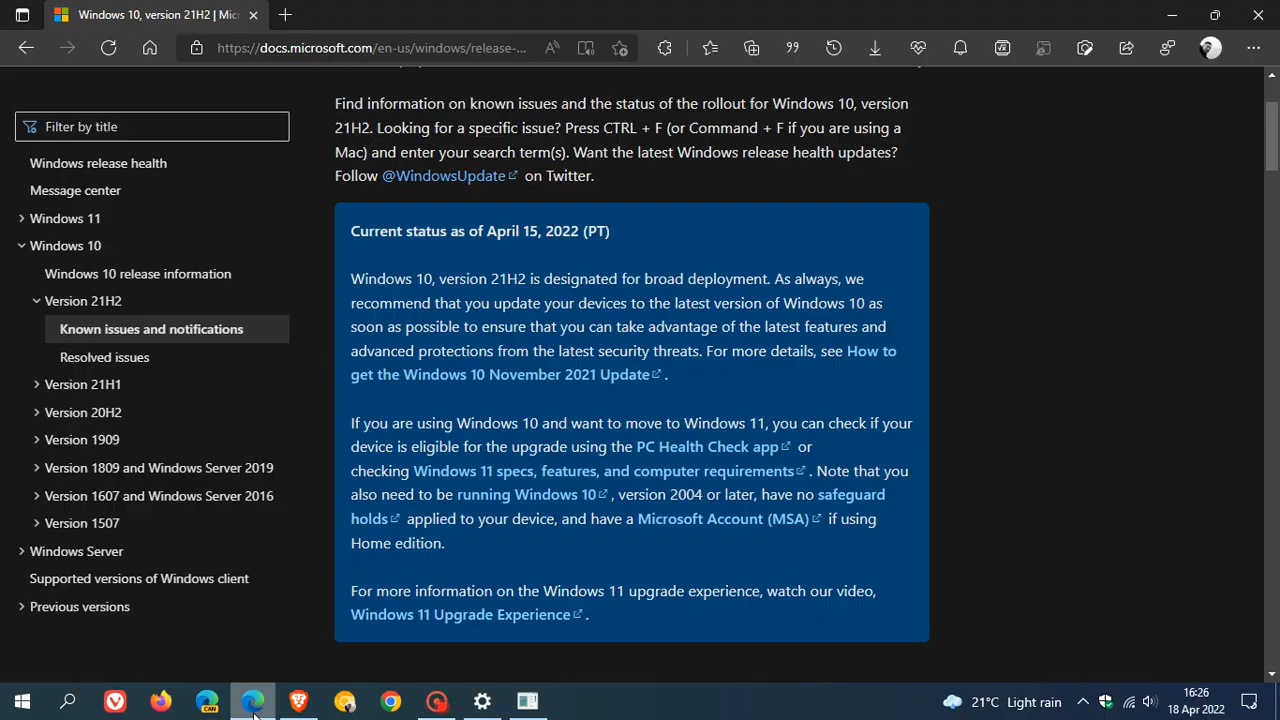 Windows 10, version 21H2 | Micr
https://docs.microsoft.com/en-us/windows/release-...
Filter by title
Windows release health
Message center
Windows 11
Windows 10
Windows 10 release information
Version 21H2
Known issues and notifications
Resolved issues
Version 21H1
Version 20H2
Version 1909
Version 1809 and Windows Server 2019
Version 1607 and Windows Server 2016
Version 1507
Windows Server
Supported versions of Windows client
Previous versions
Find information on known issues and the status of the rollout for Windows 10, version
21H2. Looking for a specific issue? Press CTRL + F (or Command + F if you are using a
Mac) and enter your search term(s). Want the latest Windows release health updates?
Follow @WindowsUpdate on Twitter.
Current status as of April 15, 2022 (PT)
Windows 10, version 21H2 is designated for broad deployment. As always, we
recommend that you update your devices to the latest version of Windows 10 as
soon as possible to ensure that you can take advantage of the latest features and
advanced protections from the latest security threats. For more details, see How to
get the Windows 10 November 2021 Update .
If you are using Windows 10 and want to move to Windows 11, you can check if your
device is eligible for the upgrade using the PC Health Check app or
checking Windows 11 specs, features, and computer requirements . Note that you
also need to be running Windows 10 , version 2004 or later, have no safeguard
holds applied to your device, and have a Microsoft Account (MSA) if using
Home edition.
For more information on the Windows 11 upgrade experience, watch our video,
Windows 11 Upgrade Experience .
CAN
21°C Light rain
16:26
18 Apr 2022